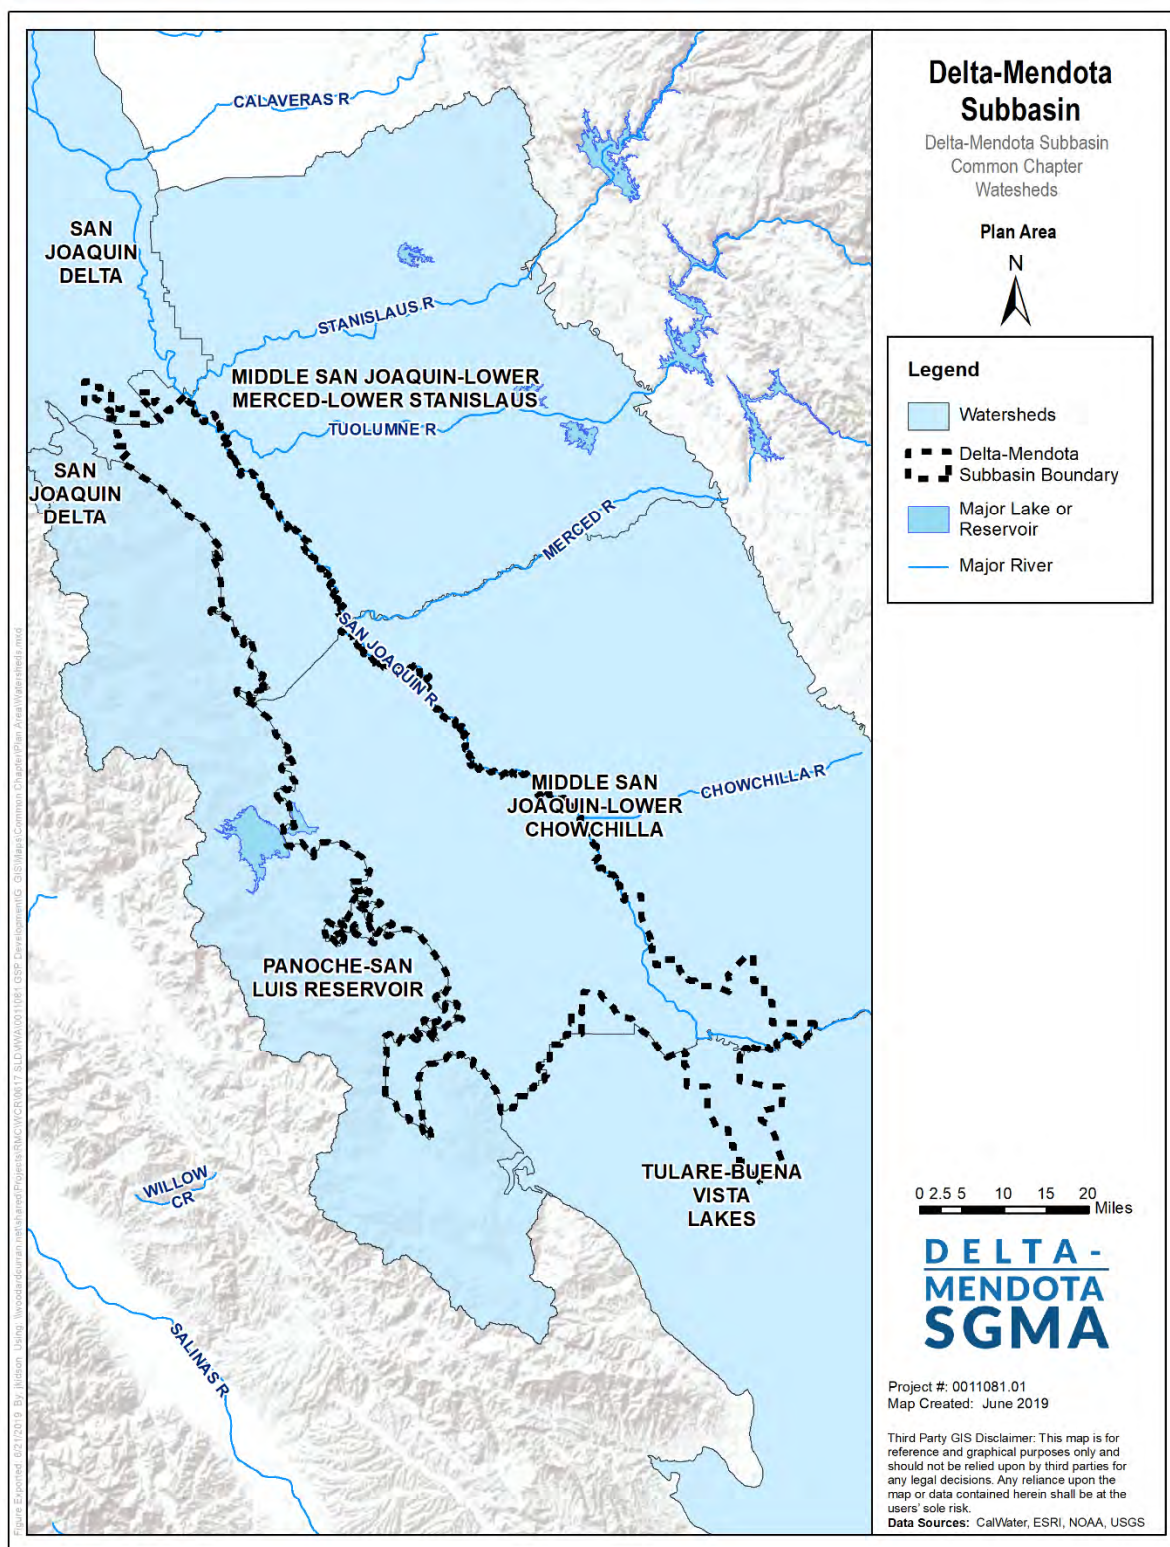 Delta-Mendota
Subbasin
Delta-Mendota Subbasin
Common Chapter
Watesheds
Plan Area
N
Legend
Watersheds
Delta-Mendota
Subbasin Boundary
Major Lake or
Reservoir
Major River
0 2.5 5 10 15 20
Miles
DELTA-
MENDOTA
SGMA
Project #: 0011081.01
Map Created: June 2019
Third Party GIS Disclaimer: This map is for
reference and graphical purposes only and
should not be relied upon by third parties for
any legal decisions. Any reliance upon the
map or data contained herein shall be at the
users' sole risk.
Data Sources: CalWater, ESRI, NOAA, USGS
CALAVERAS R
SAN
JOAQUIN
DELTA
STANISLAUS R
MIDDLE SAN JOAQUIN-LOWER
MERCED-LOWER STANISLAUS
TUOLUMNE R
SAN
JOAQUIN
DELTA
MERCED R
SAN JOAQUIN R
CHOWCHILLA R
MIDDLE SAN
JOAQUIN-LOWER
CHOWCHILLA
PANOCHE-SAN
LUIS RESERVOIR
TULARE-BUENA
VISTA
LAKES
WILLOW
CR
SALINAS R